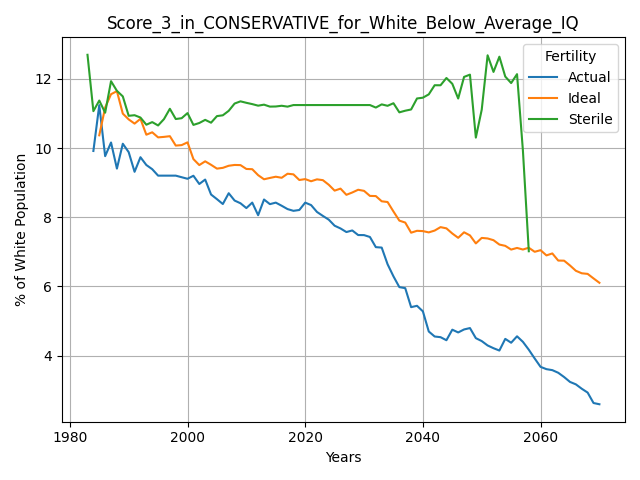 Score_3_in_CONSERVATIVE_for_White_Below_Average_IQ
Fertility
Actual
Ideal
Sterile
% of White Population
12
10
8
6
4
1980
2000
2020
2040
2060
Years